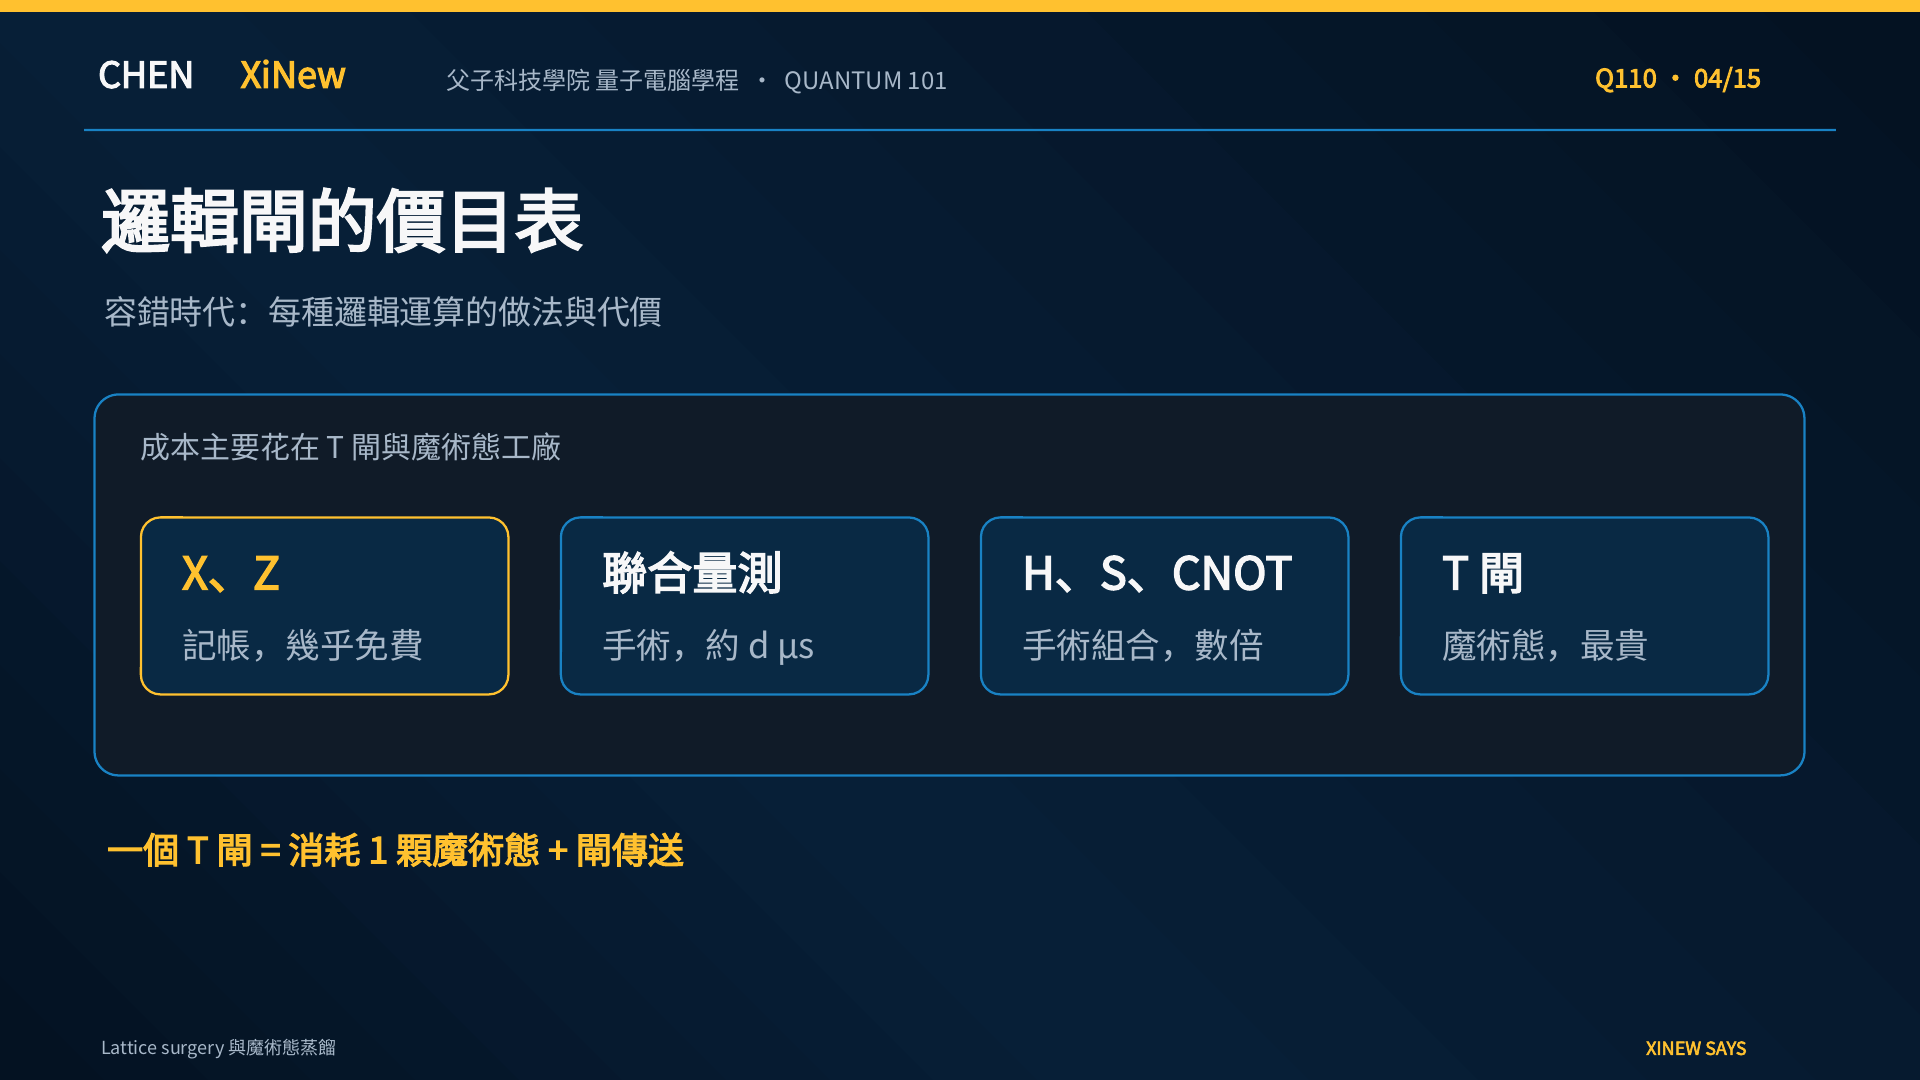 CHEN XiNew 父子科技學院 量子電腦學程 · QUANTUM 101 Q110 · 04/15
邏輯閘的價目表
容錯時代：每種邏輯運算的做法與代價
成本主要花在 T 閘與魔術態工廠
X、Z
記帳，幾乎免費
聯合量測
手術，約 d μs
H、S、CNOT
手術組合，數倍
T 閘
魔術態，最貴
一個 T 閘 = 消耗 1 顆魔術態 + 閘傳送
Lattice surgery 與魔術態蒸餾
XINEW SAYS